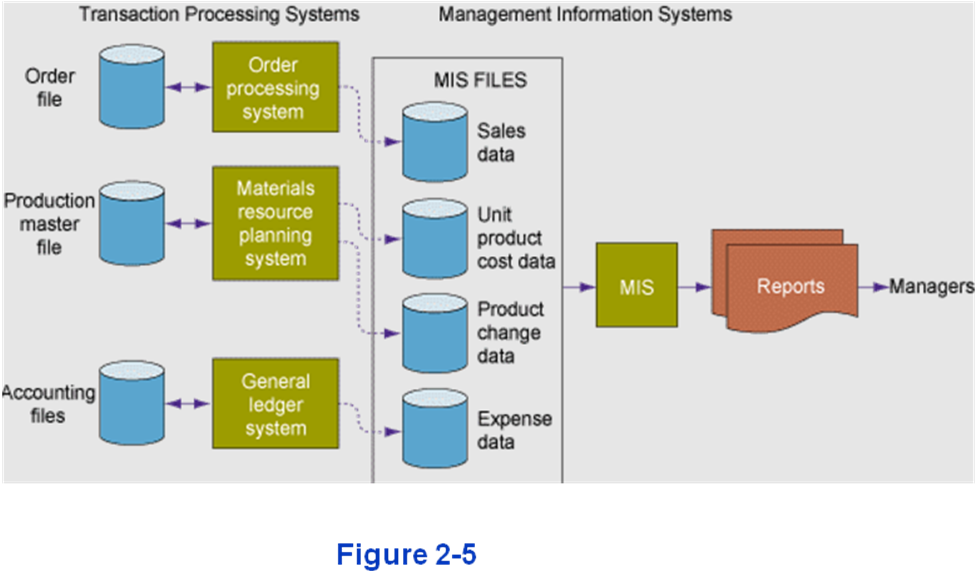 Transaction Processing Systems
Management Information Systems
Order
file
Order
processing
system
MIS FILES
Sales
data
Production
master
file
Materials
resource
planning
system
Unit
product
cost data
Product
change
data
MIS
Reports
Managers
Accounting
files
General
ledger
system
Expense
data
Figure 2-5